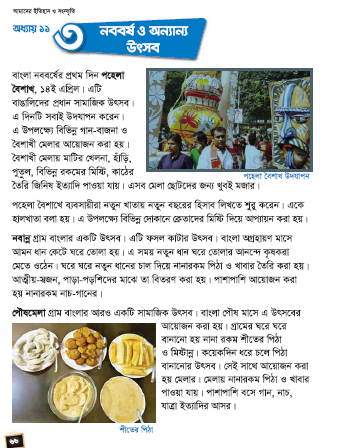 আমাদের ইতিহাস ও সংস্কৃতি
অধ্যায় ১১
৩
নববর্ষ ও অন্যান্য
উৎসব
বাংলা নববর্ষের প্রথম দিন পহেলা
বৈশাখ, ১৪ই এপ্রিল। এটি
বাঙালিদের প্রধান সামাজিক উৎসব।
এ দিনটি সবাই উদযাপন করেন।
এ উপলক্ষ্যে বিভিন্ন গান-বাজনা ও
বৈশাখী মেলার আয়োজন করা হয়।
বৈশাখী মেলায় মাটির খেলনা, হাঁড়ি,
পুতুল, বিভিন্ন রকমের মিষ্টি, কাঠের
তৈরি জিনিষ ইত্যাদি পাওয়া যায়। এসব মেলা ছোটদের জন্য খুবই মজার।
পহেলা বৈশাখ উদযাপন
পহেলা বৈশাখে ব্যবসায়ীরা নতুন খাতায় নতুন বছরের হিসাব লিখতে শুরু করেন। একে
হালখাতা বলা হয়। এ উপলক্ষ্যে বিভিন্ন দোকানে ক্রেতাদের মিষ্টি দিয়ে আপ্যায়ন করা হয়।
নবান্ন গ্রাম বাংলার একটি উৎসব। এটি ফসল কাটার উৎসব। বাংলা অগ্রহায়ণ মাসে
আমন ধান কেটে ঘরে তোলা হয়। এ সময় নতুন ধান ঘরে তোলার আনন্দে কৃষকরা
মেতে ওঠেন। ঘরে ঘরে নতুন ধানের চাল দিয়ে নানারকম পিঠা ও খাবার তৈরি করা হয়।
আত্মীয়-স্বজন, পাড়া-পড়শিদের মাঝে তা বিতরণ করা হয়। পাশাপাশি আয়োজন করা
হয় নানারকম নাচ-গানের।
পৌষমেলা গ্রাম বাংলার আরও একটি সামাজিক উৎসব। বাংলা পৌষ মাসে এ উৎসবের
আয়োজন করা হয়। গ্রামের ঘরে ঘরে
বানানো হয় নানা রকম শীতের পিঠা
ও মিষ্টান্ন। কয়েকদিন ধরে চলে পিঠা
বানানোর উৎসব। সেই সাথে আয়োজন করা
হয় মেলার। মেলায় নানারকম পিঠা ও খাবার
পাওয়া যায়। পাশাপাশি বসে গান, নাচ,
যাত্রা ইত্যাদির আসর।
শীতের পিঠা